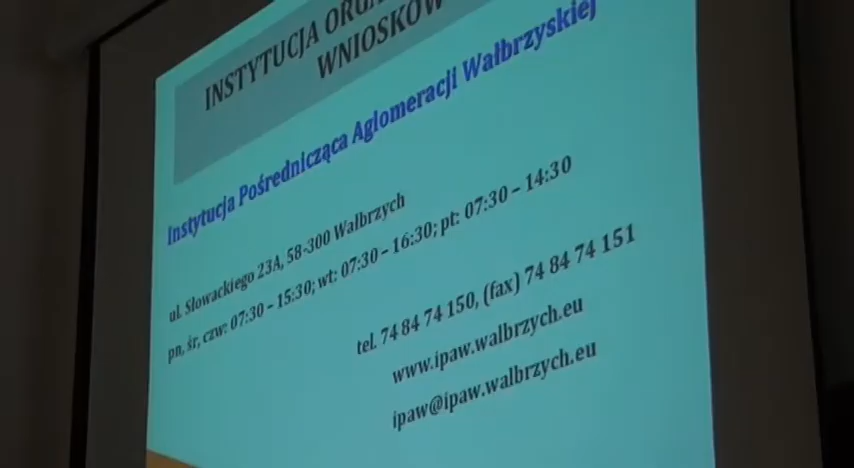 INSTYTUCJA
WNIOSKÓW
Instytucja Pośrednicząca Aglomeracji Wałbrzyskiej
ul. Słowackiego 23A, 58-300 Wałbrzych
pn, śr, czw: 07:30 – 15:30; wt: 07:30 – 16:30; pt: 07:30 – 14:30
tel. 74 84 74 150, (fax) 74 84 74 151
www.ipaw.walbrzych.eu
ipaw@ipaw.walbrzych.eu